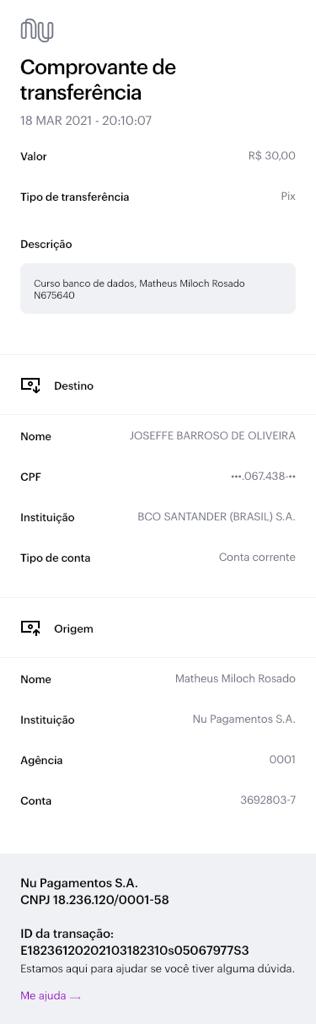 nu
Comprovante de
transferência
18 MAR 2021 - 20:10:07
Valor R$ 30,00
Tipo de transferência Pix
Descrição
Curso banco de dados, Matheus Miloch Rosado
N675640
Destino
Nome JOSEFFE BARROSO DE OLIVEIRA
CPF •••.067.438-••
Instituição BCO SANTANDER (BRASIL) S.A.
Tipo de conta Conta corrente
Origem
Nome Matheus Miloch Rosado
Instituição Nu Pagamentos S.A.
Agência 0001
Conta 3692803-7
Nu Pagamentos S.A.
CNPJ 18.236.120/0001-58
ID da transação:
E18236120202103182310s05067977S3
Estamos aqui para ajudar se você tiver alguma dúvida.
Me ajuda →